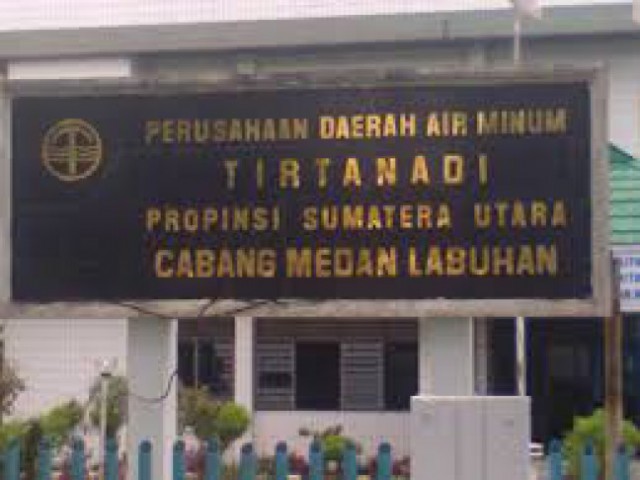 PERUSAHAAN DAERAH AIR MINUM
TIRTANADI
PROPINSI SUMATERA UTARA
CABANG MEDAN LABUHAN